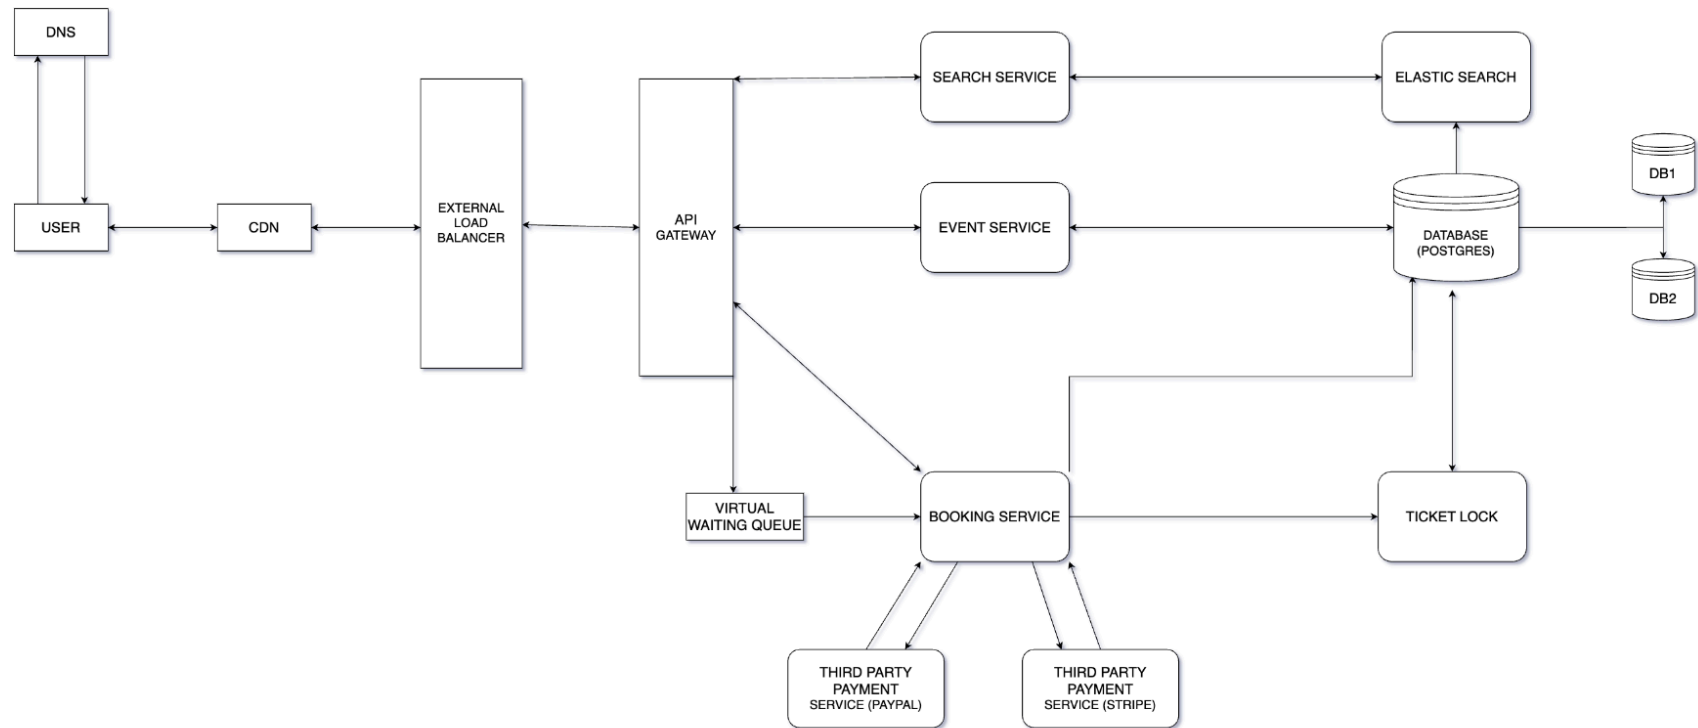 DNS
USER
CDN
EXTERNAL
LOAD
BALANCER
API
GATEWAY
SEARCH SERVICE
ELASTIC SEARCH
EVENT SERVICE
DATABASE
(POSTGRES)
DB1
DB2
VIRTUAL
WAITING QUEUE
BOOKING SERVICE
TICKET LOCK
THIRD PARTY
PAYMENT
SERVICE (PAYPAL)
THIRD PARTY
PAYMENT
SERVICE (STRIPE)